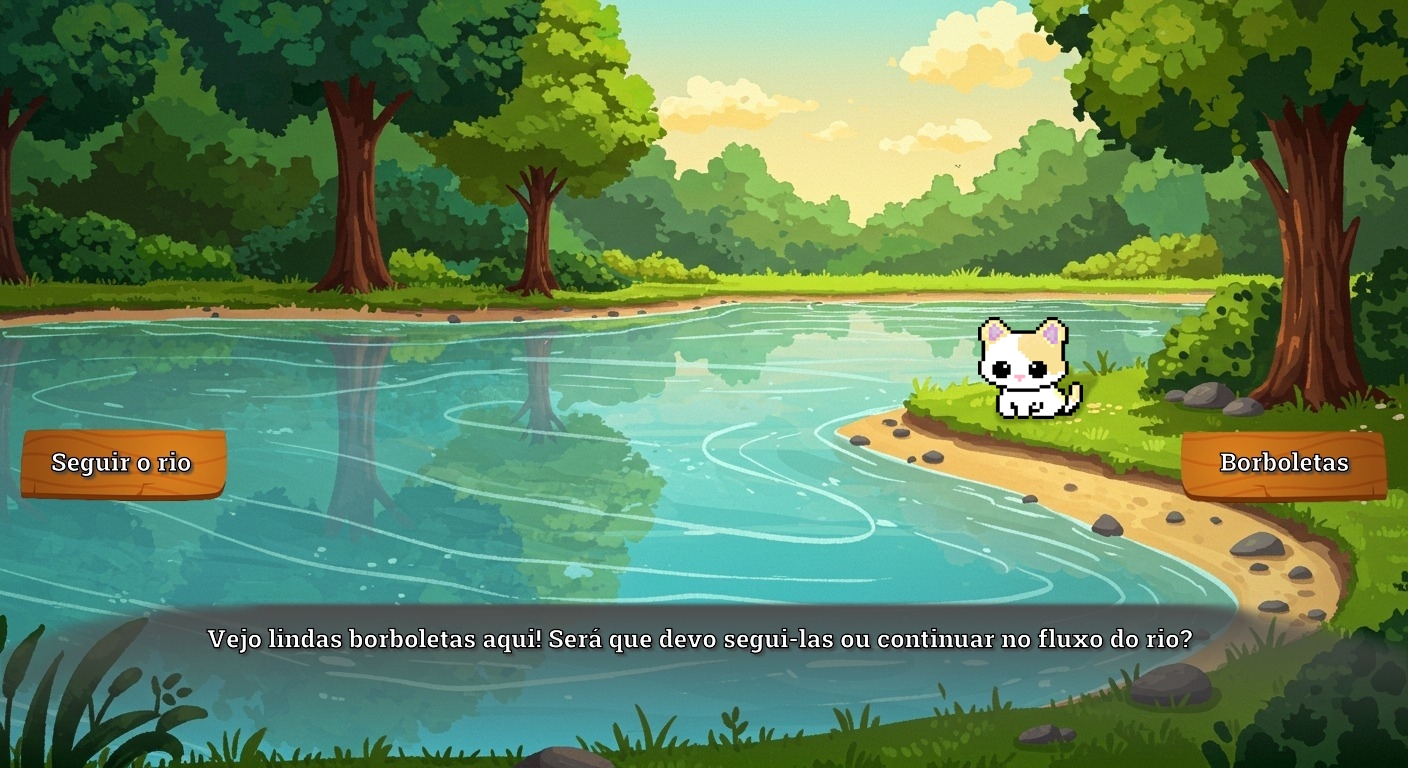 Seguir o rio
Borboletas
Vejo lindas borboletas aqui! Será que devo segui-las ou continuar no fluxo do rio?